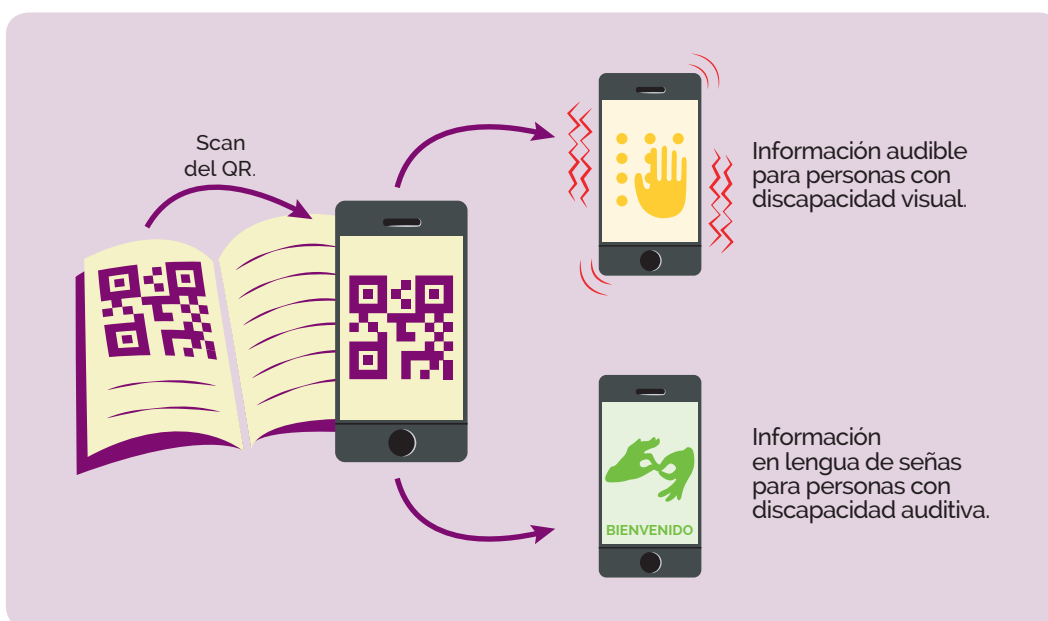 Scan
del QR.
Información audible
para personas con
discapacidad visual.
Información
en lengua de señas
para personas con
discapacidad auditiva.
BIENVENIDO